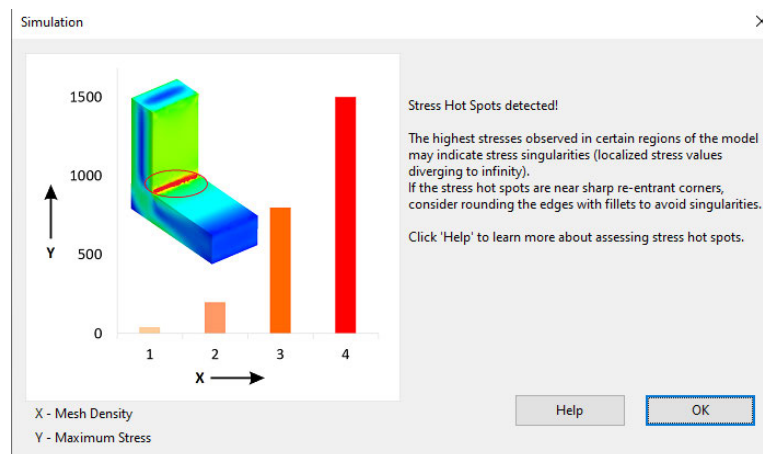 Simulation
1500
1000
500
0
Y
1 2 3 4
X
X - Mesh Density
Y - Maximum Stress
Stress Hot Spots detected!
The highest stresses observed in certain regions of the model
may indicate stress singularities (localized stress values
diverging to infinity).
If the stress hot spots are near sharp re-entrant corners,
consider rounding the edges with fillets to avoid singularities.
Click 'Help' to learn more about assessing stress hot spots.
Help
OK